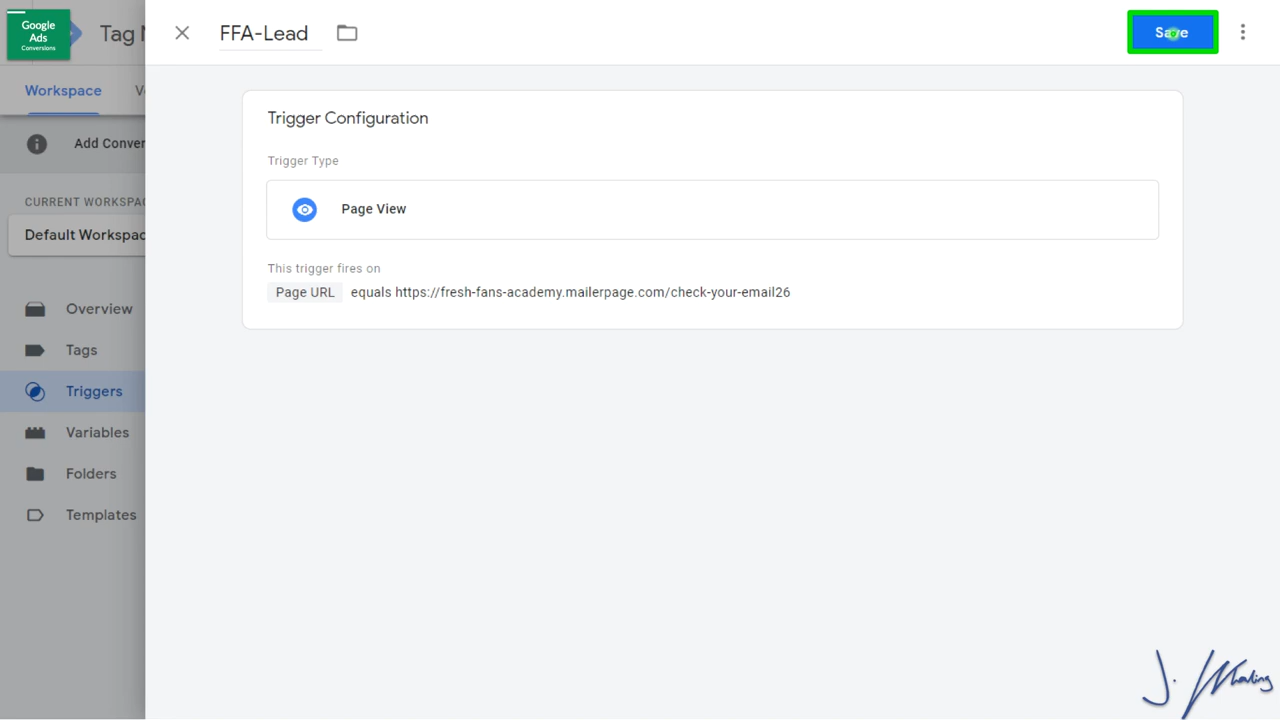 Google
Ads
Conversions
Tag M
FFA-Lead
Save
Workspace
Ve
Trigger Configuration
Add Conver
Trigger Type
Page View
CURRENT WORKSPAC
Default Workspac
This trigger fires on
Page URL equals https://fresh-fans-academy.mailerpage.com/check-your-email26
Overview
Tags
Triggers
Variables
Folders
Templates
J. Whaling